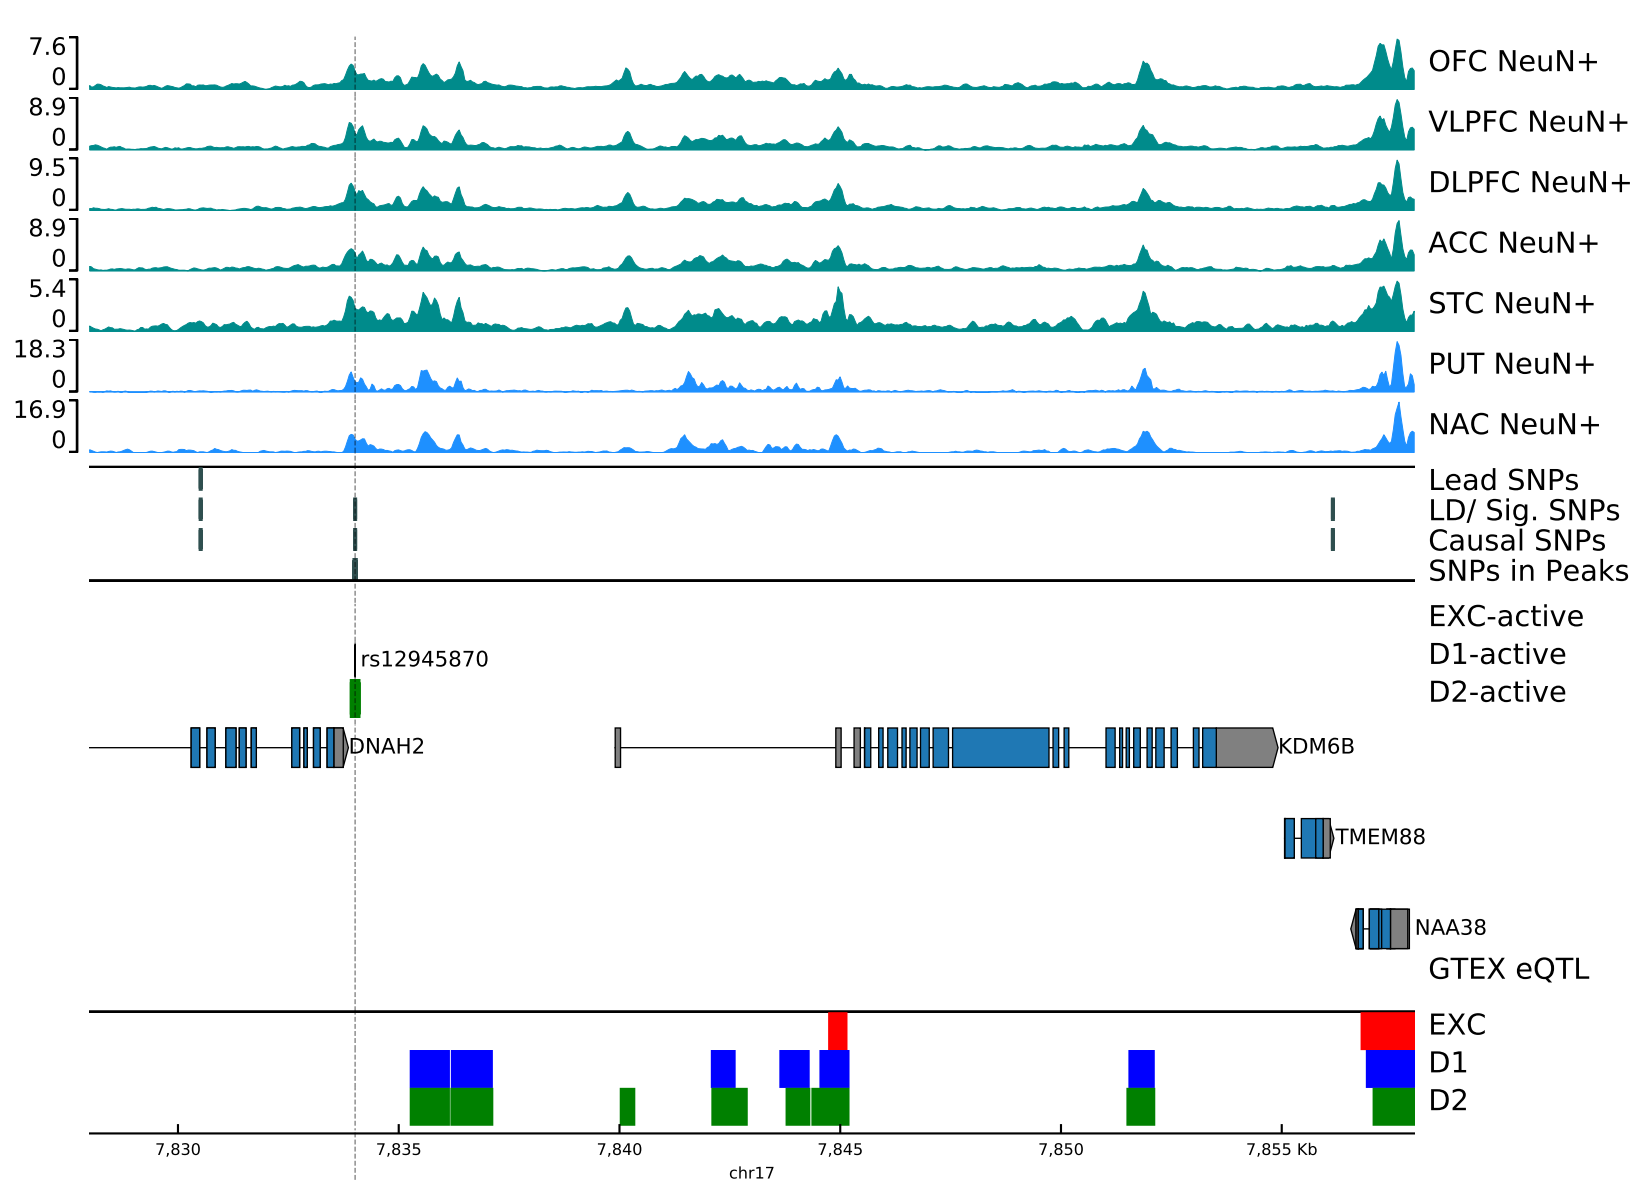 7.6
0
OFC NeuN+
8.9
0
VLPFC NeuN+
9.5
0
DLPFC NeuN+
8.9
0
ACC NeuN+
5.4
0
STC NeuN+
18.3
0
PUT NeuN+
16.9
0
NAC NeuN+
Lead SNPs
LD/ Sig. SNPs
Causal SNPs
SNPs in Peaks
EXC-active
D1-active
rs12945870
D2-active
DNAH2
KDM6B
TMEM88
NAA38
GTEX eQTL
EXC
D1
D2
7,830 7,835 7,840 7,845 7,850 7,855 Kb
chr17